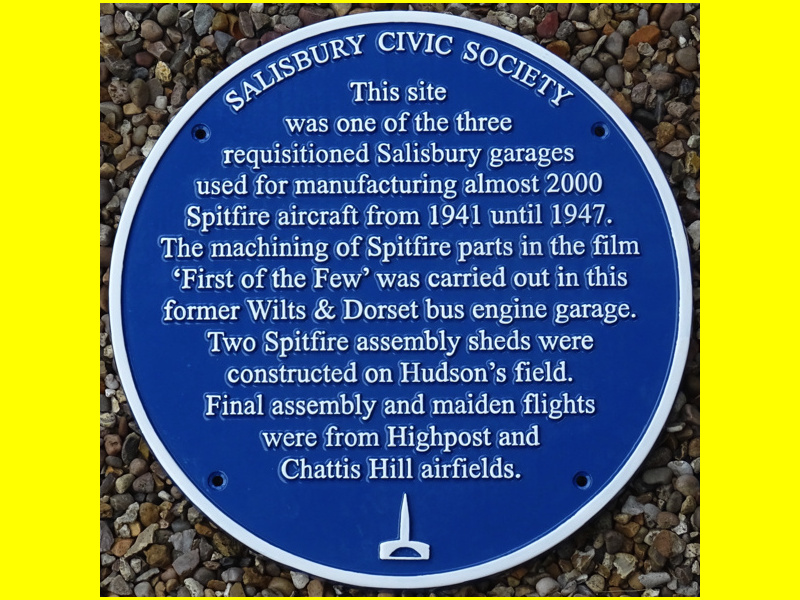 SALISBURY CIVIC SOCIETY
This site
was one of the three
requisitioned Salisbury garages
used for manufacturing almost 2000
Spitfire aircraft from 1941 until 1947.
The machining of Spitfire parts in the film
‘First of the Few’ was carried out in this
former Wilts & Dorset bus engine garage.
Two Spitfire assembly sheds were
constructed on Hudson’s field.
Final assembly and maiden flights
were from Highpost and
Chattis Hill airfields.